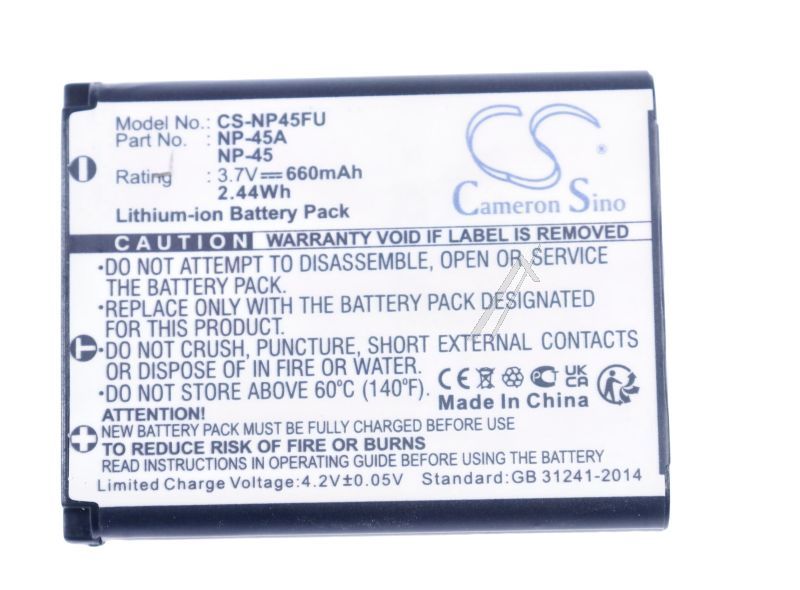 Model No.: CS-NP45FU
Part No. : NP-45A
NP-45
Rating : 3.7V⎓660mAh
2.44Wh
Lithium-ion Battery Pack
CS
Cameron Sino
CAUTION WARRANTY VOID IF LABEL IS REMOVED
•DO NOT ATTEMPT TO DISASSEMBLE, OPEN OR SERVICE
THE BATTERY PACK.
•REPLACE ONLY WITH THE BATTERY PACK DESIGNATED
FOR THIS PRODUCT.
•DO NOT CRUSH, PUNCTURE, SHORT EXTERNAL CONTACTS
OR DISPOSE OF IN FIRE OR WATER.
•DO NOT STORE ABOVE 60°C (140°F)
CE EAC UKCA
Made In China
ATTENTION!
NEW BATTERY PACK MUST BE FULLY CHARGED BEFORE USE
TO REDUCE RISK OF FIRE OR BURNS
READ INSTRUCTIONS IN OPERATING GUIDE BEFORE USING BATTERY PACK
Limited Charge Voltage:4.2V±0.05V Standard:GB 31241-2014